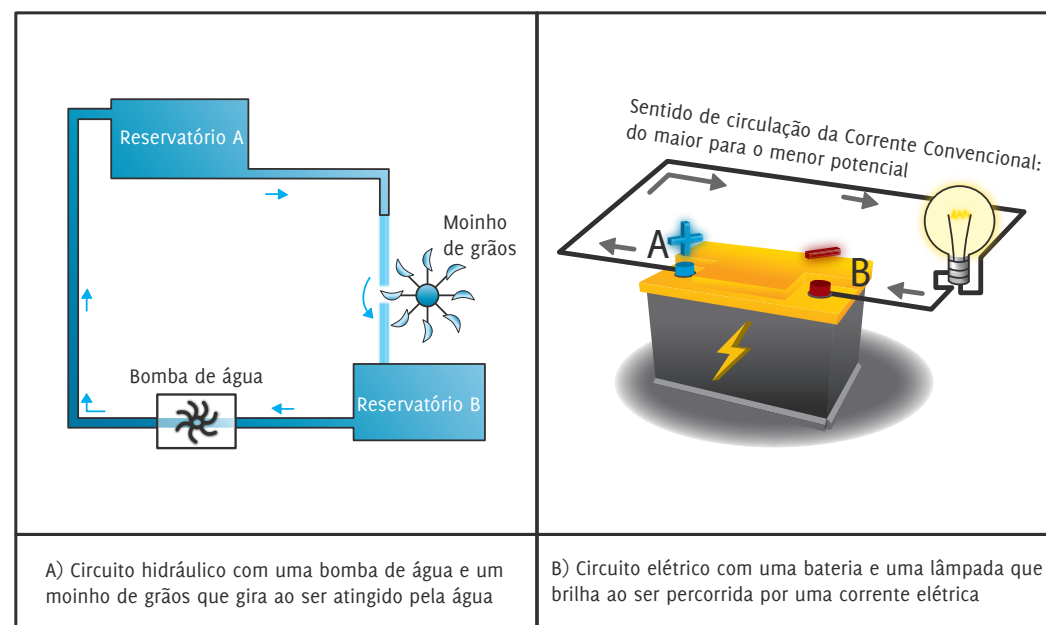 Reservatório A
Moinho
de grãos
Bomba de água
Reservatório B
A) Circuito hidráulico com uma bomba de água e um
moinho de grãos que gira ao ser atingido pela água
Sentido de circulação da Corrente Convencional:
do maior para o menor potencial
A +
− B
B) Circuito elétrico com uma bateria e uma lâmpada que
brilha ao ser percorrida por uma corrente elétrica